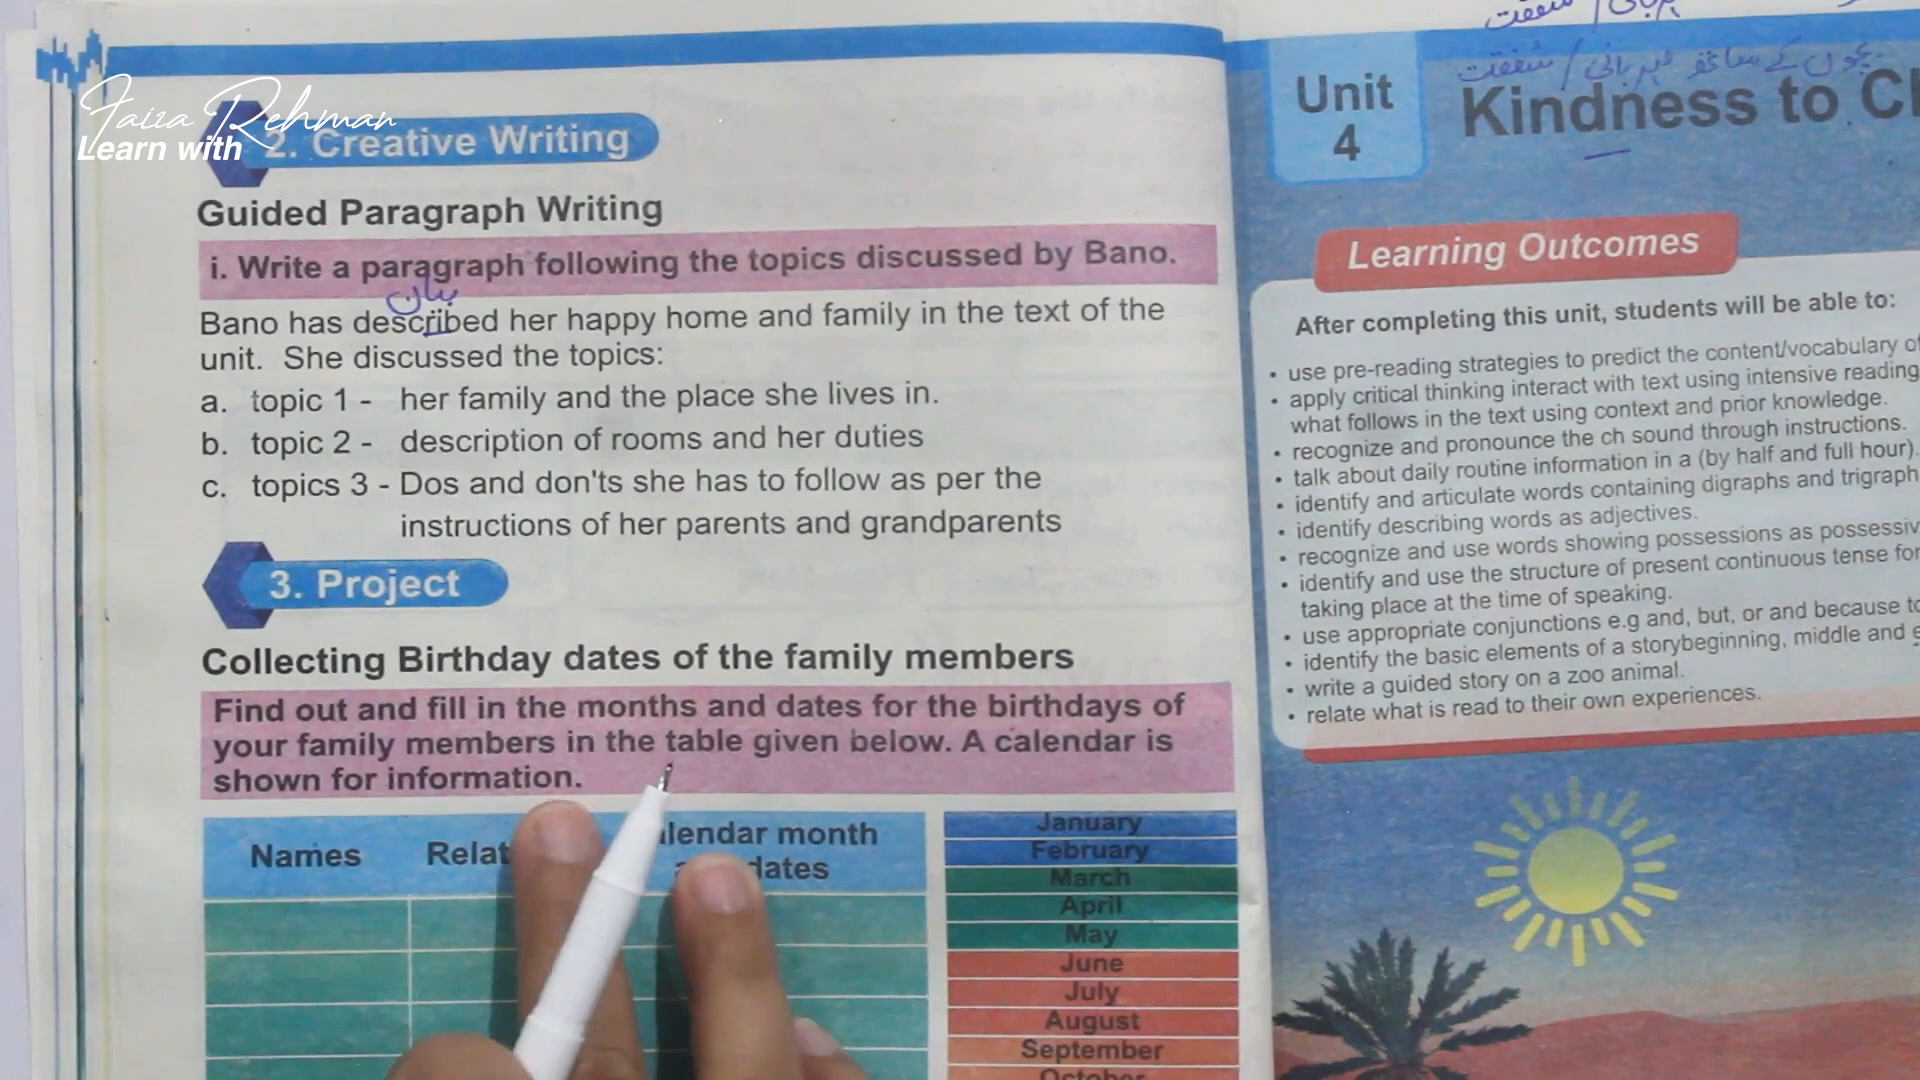 Faiza Rehman
Learn with
2. Creative Writing
Guided Paragraph Writing
i. Write a paragraph following the topics discussed by Bano.
بیان
Bano has described her happy home and family in the text of the
unit. She discussed the topics:
a. topic 1 - her family and the place she lives in.
b. topic 2 - description of rooms and her duties
c. topics 3 - Dos and don'ts she has to follow as per the
instructions of her parents and grandparents
3. Project
Collecting Birthday dates of the family members
Find out and fill in the months and dates for the birthdays of
your family members in the table given below. A calendar is
shown for information.
Names Relat lendar month
dates
January
February
March
April
May
June
July
August
September
October
شفقت
بچوں کے ساتھ مہربانی / شفقت
Unit
4
Kindness to
Learning Outcomes
After completing this unit, students will be able to:
• use pre-reading strategies to predict the content/vocabulary of
• apply critical thinking interact with text using intensive reading
what follows in the text using context and prior knowledge.
• recognize and pronounce the ch sound through instructions.
• talk about daily routine information in a (by half and full hour).
• identify and articulate words containing digraphs and trigraph
• identify describing words as adjectives.
• recognize and use words showing possessions as possessiv
• identify and use the structure of present continuous tense for
taking place at the time of speaking.
• use appropriate conjunctions e.g and, but, or and because to
• identify the basic elements of a storybeginning, middle and
• write a guided story on a zoo animal.
• relate what is read to their own experiences.